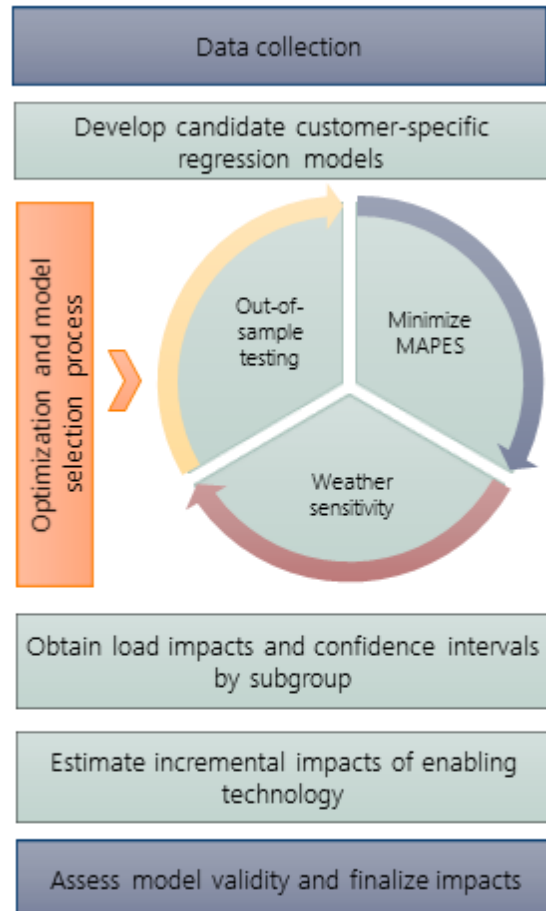 Data collection
Develop candidate customer-specific
regression models
Optimization and model
selection process
Out-of-
sample
testing
Minimize
MAPES
Weather
sensitivity
Obtain load impacts and confidence intervals
by subgroup
Estimate incremental impacts of enabling
technology
Assess model validity and finalize impacts